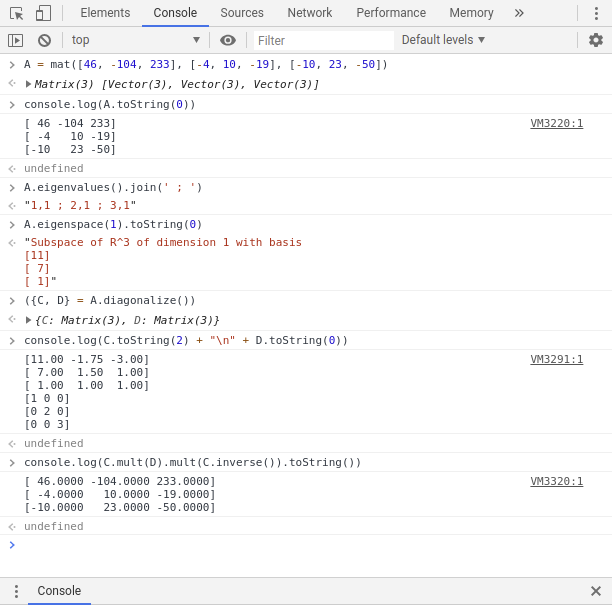 Elements Console Sources Network Performance Memory »
top Filter Default levels
A = mat([46, -104, 233], [-4, 10, -19], [-10, 23, -50])
Matrix(3) [Vector(3), Vector(3), Vector(3)]
console.log(A.toString(0))
[ 46 -104 233] VM3220:1
[ -4   10 -19]
[-10   23 -50]
undefined
A.eigenvalues().join(' ; ')
"1,1 ; 2,1 ; 3,1"
A.eigenspace(1).toString(0)
"Subspace of R^3 of dimension 1 with basis
[11]
[ 7]
[ 1]"
({C, D} = A.diagonalize())
{C: Matrix(3), D: Matrix(3)}
console.log(C.toString(2) + "\n" + D.toString(0))
[11.00 -1.75 -3.00] VM3291:1
[ 7.00  1.50  1.00]
[ 1.00  1.00  1.00]
[1 0 0]
[0 2 0]
[0 0 3]
undefined
console.log(C.mult(D).mult(C.inverse()).toString())
[ 46.0000 -104.0000 233.0000] VM3320:1
[ -4.0000   10.0000 -19.0000]
[-10.0000   23.0000 -50.0000]
undefined
Console